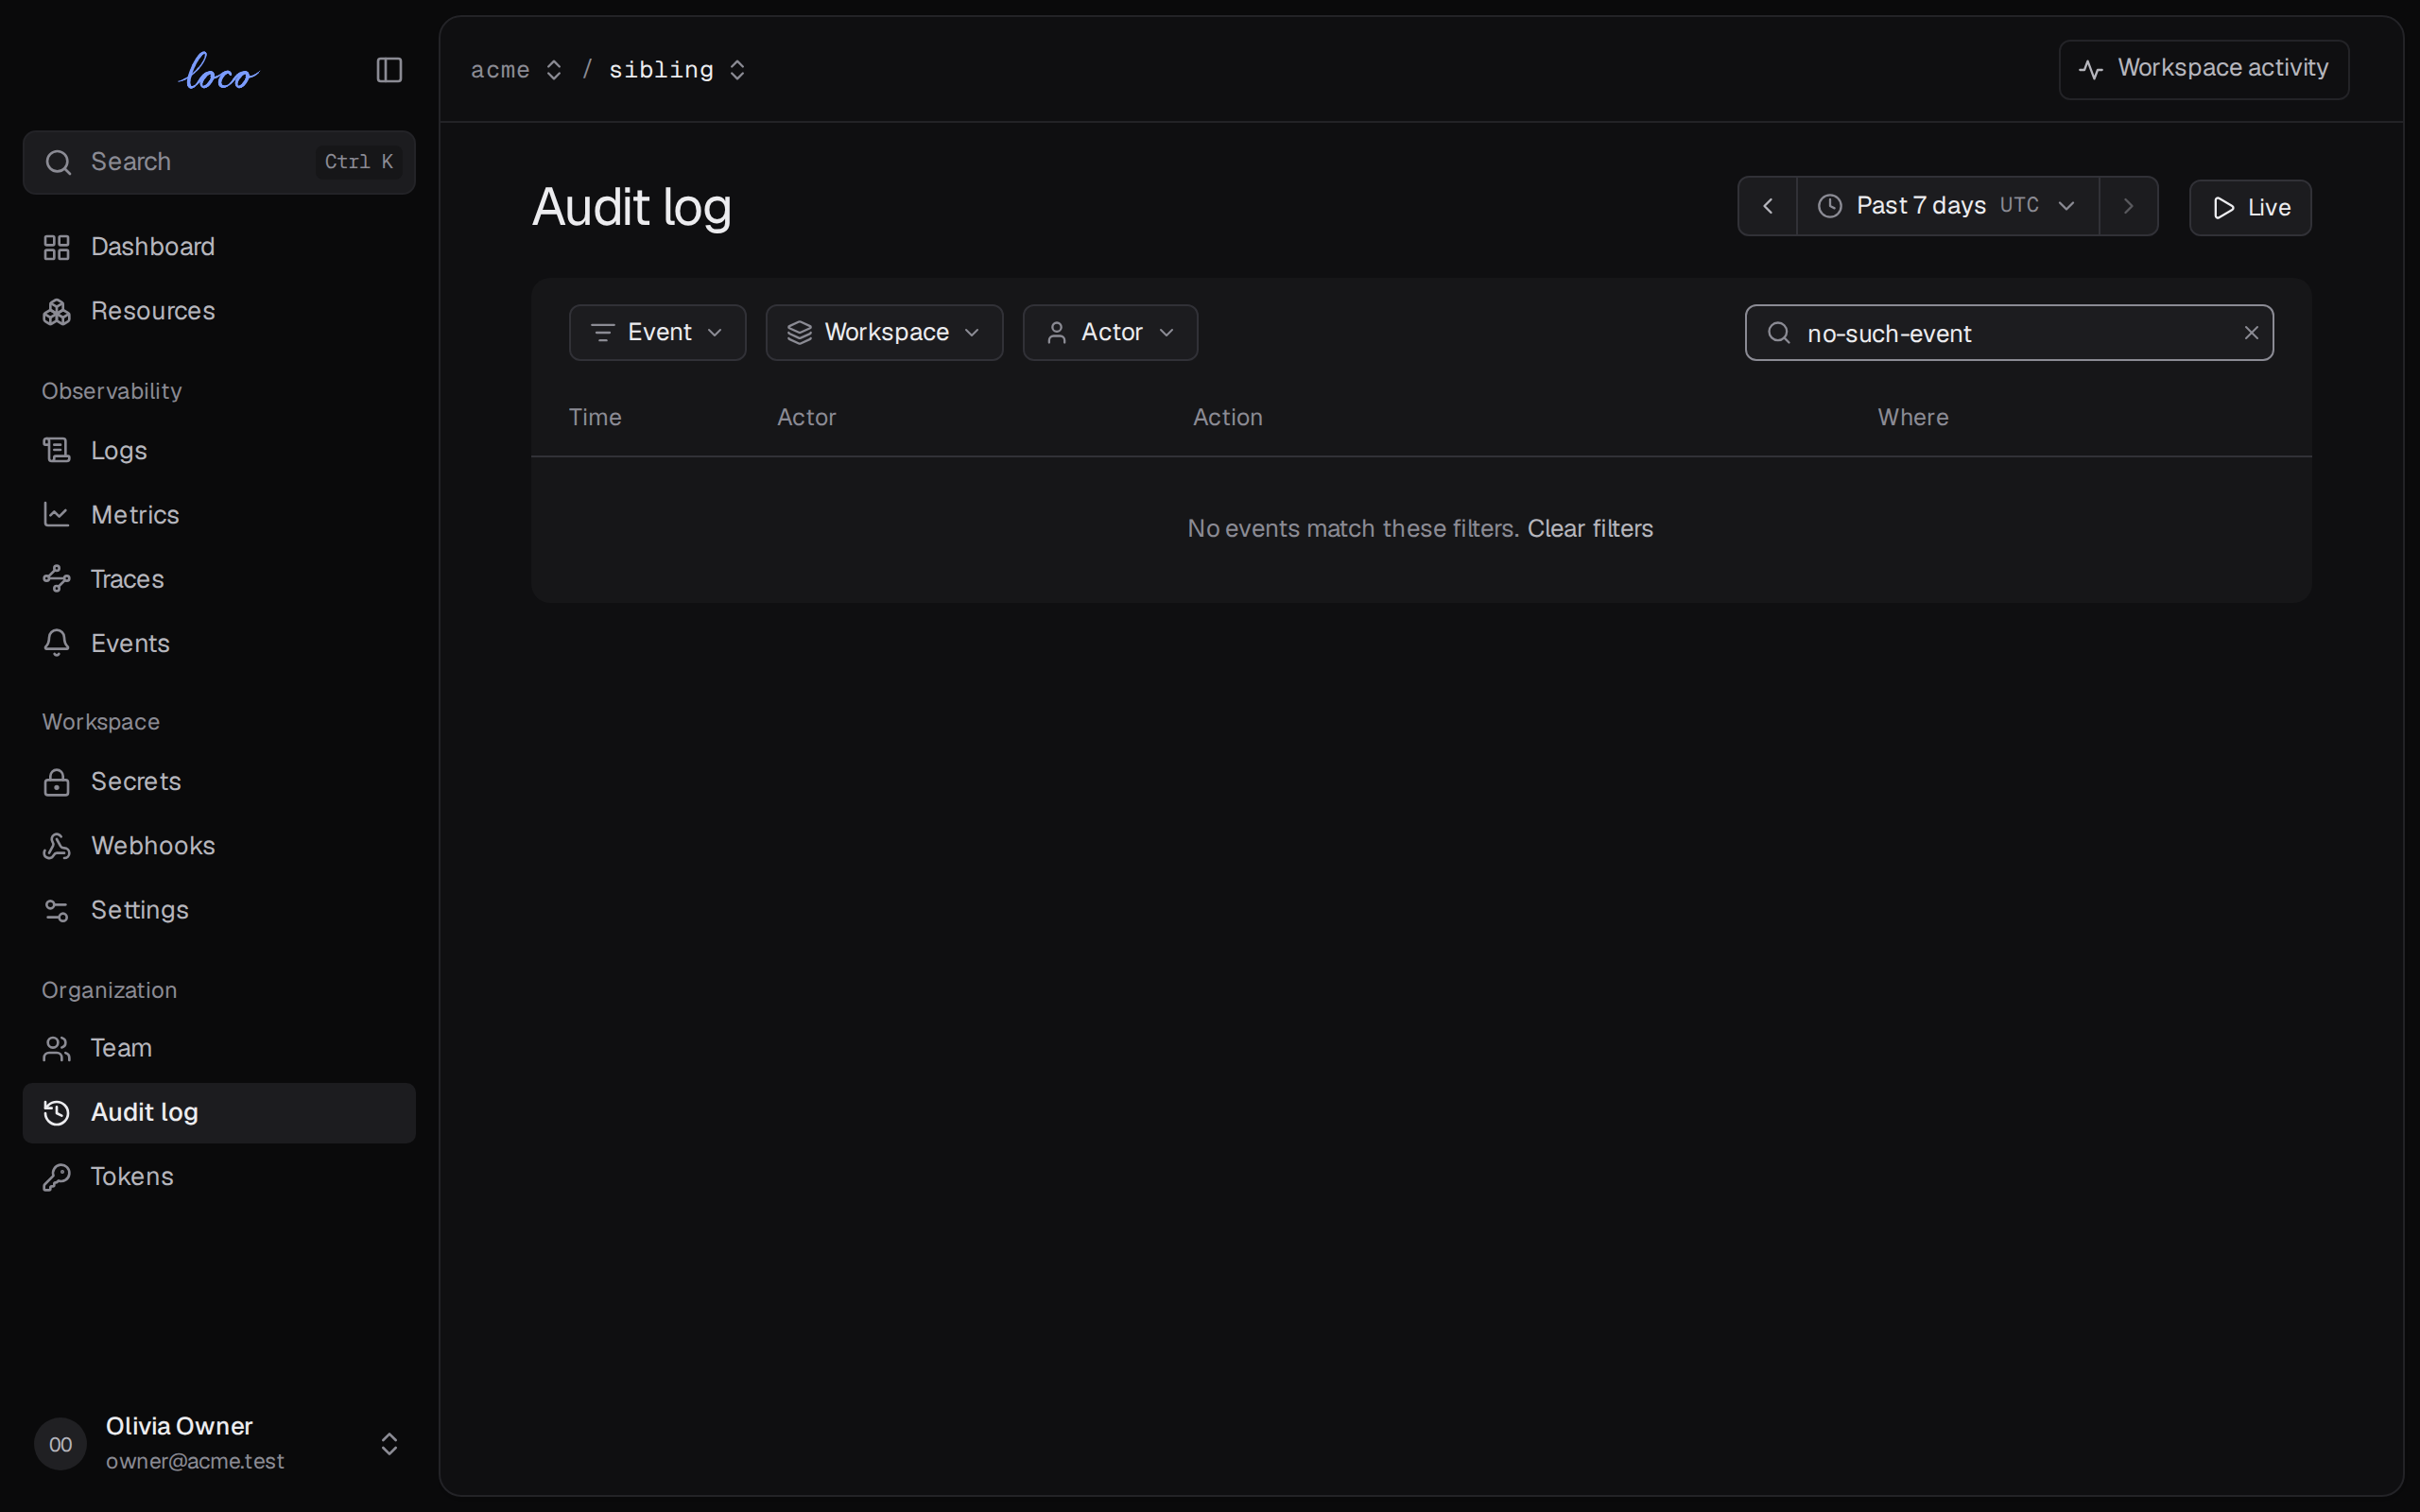 loco
Search Ctrl K
Dashboard
Resources
Observability
Logs
Metrics
Traces
Events
Workspace
Secrets
Webhooks
Settings
Organization
Team
Audit log
Tokens
OO Olivia Owner
owner@acme.test
acme / sibling
Workspace activity
Audit log
Past 7 days UTC
Live
Event Workspace Actor
no-such-event
Time Actor Action Where
No events match these filters. Clear filters